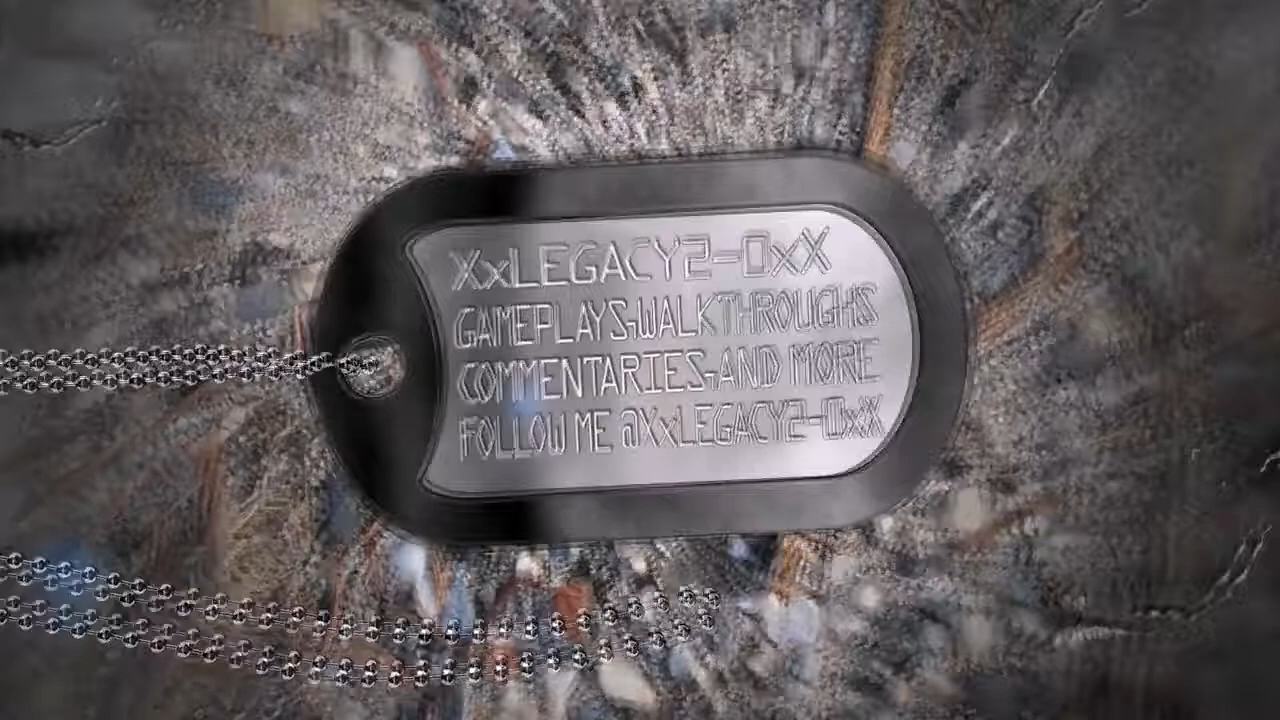 XxLEGACY2-0xX
GAMEPLAYS,WALKTHROUGHS
COMMENTARIES,AND MORE
FOLLOW ME @XxLEGACY2-0xX